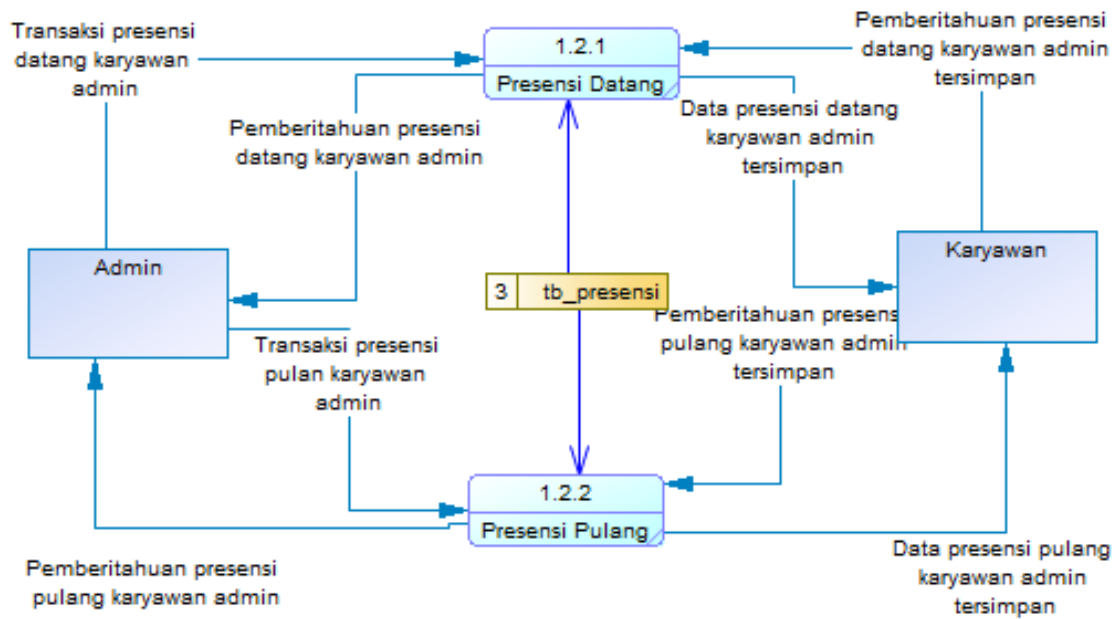 Transaksi presensi
datang karyawan
admin
1.2.1
Presensi Datang
Pemberitahuan presensi
datang karyawan admin
tersimpan
Pemberitahuan presensi
datang karyawan admin
Data presensi datang
karyawan admin
tersimpan
Admin
Karyawan
3 tb_presensi
Pemberitahuan presens
pulang karyawan admin
tersimpan
Transaksi presensi
pulan karyawan
admin
1.2.2
Presensi Pulang
Pemberitahuan presensi
pulang karyawan admin
Data presensi pulang
karyawan admin
tersimpan